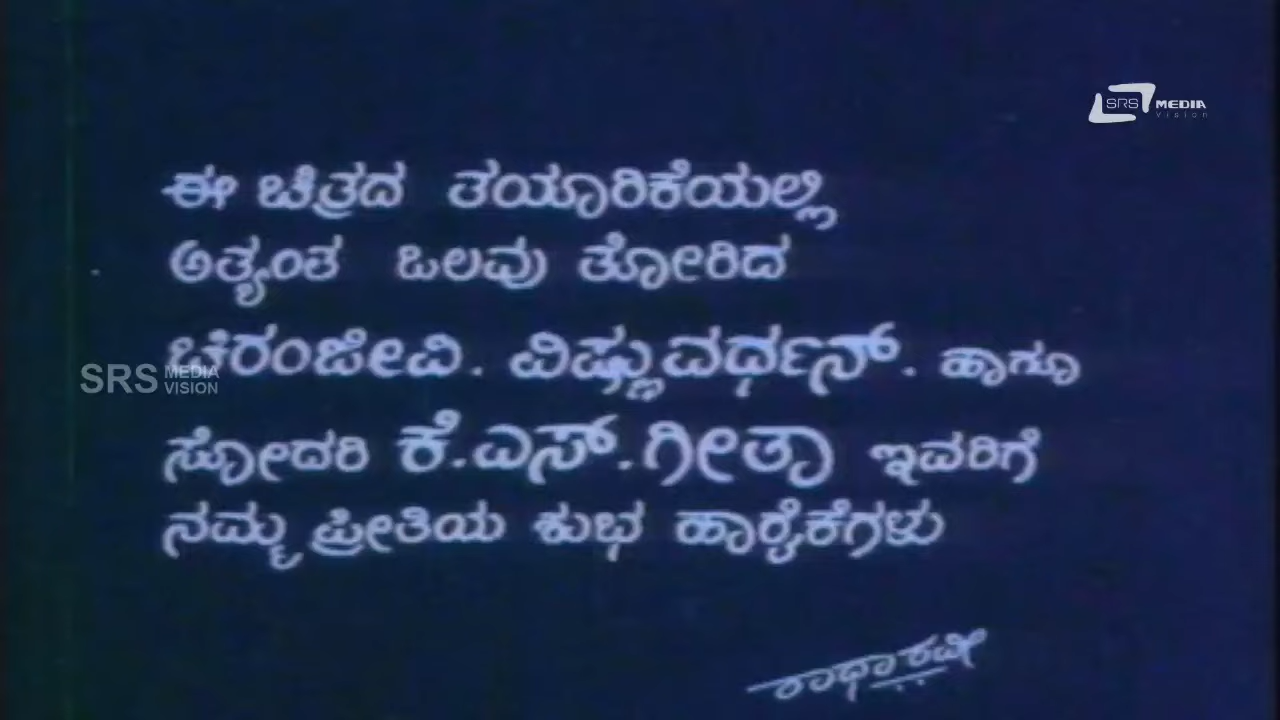 SRS MEDIA
Vision
ಈ ಚಿತ್ರದ ತಯಾರಿಕೆಯಲ್ಲಿ
ಅತ್ಯಂತ ಒಲವು ತೋರಿದ
ಚಿರಂಜೀವಿ. ವಿಷ್ಣುವರ್ಧನ್. ಹಾಗೂ
SRS MEDIA
VISION
ಸೋದರಿ ಕೆ.ಎಸ್.ಗೀತಾ ಇವರಿಗೆ
ನಮ್ಮ ಪ್ರೀತಿಯ ಶುಭ ಹಾರೈಕೆಗಳು